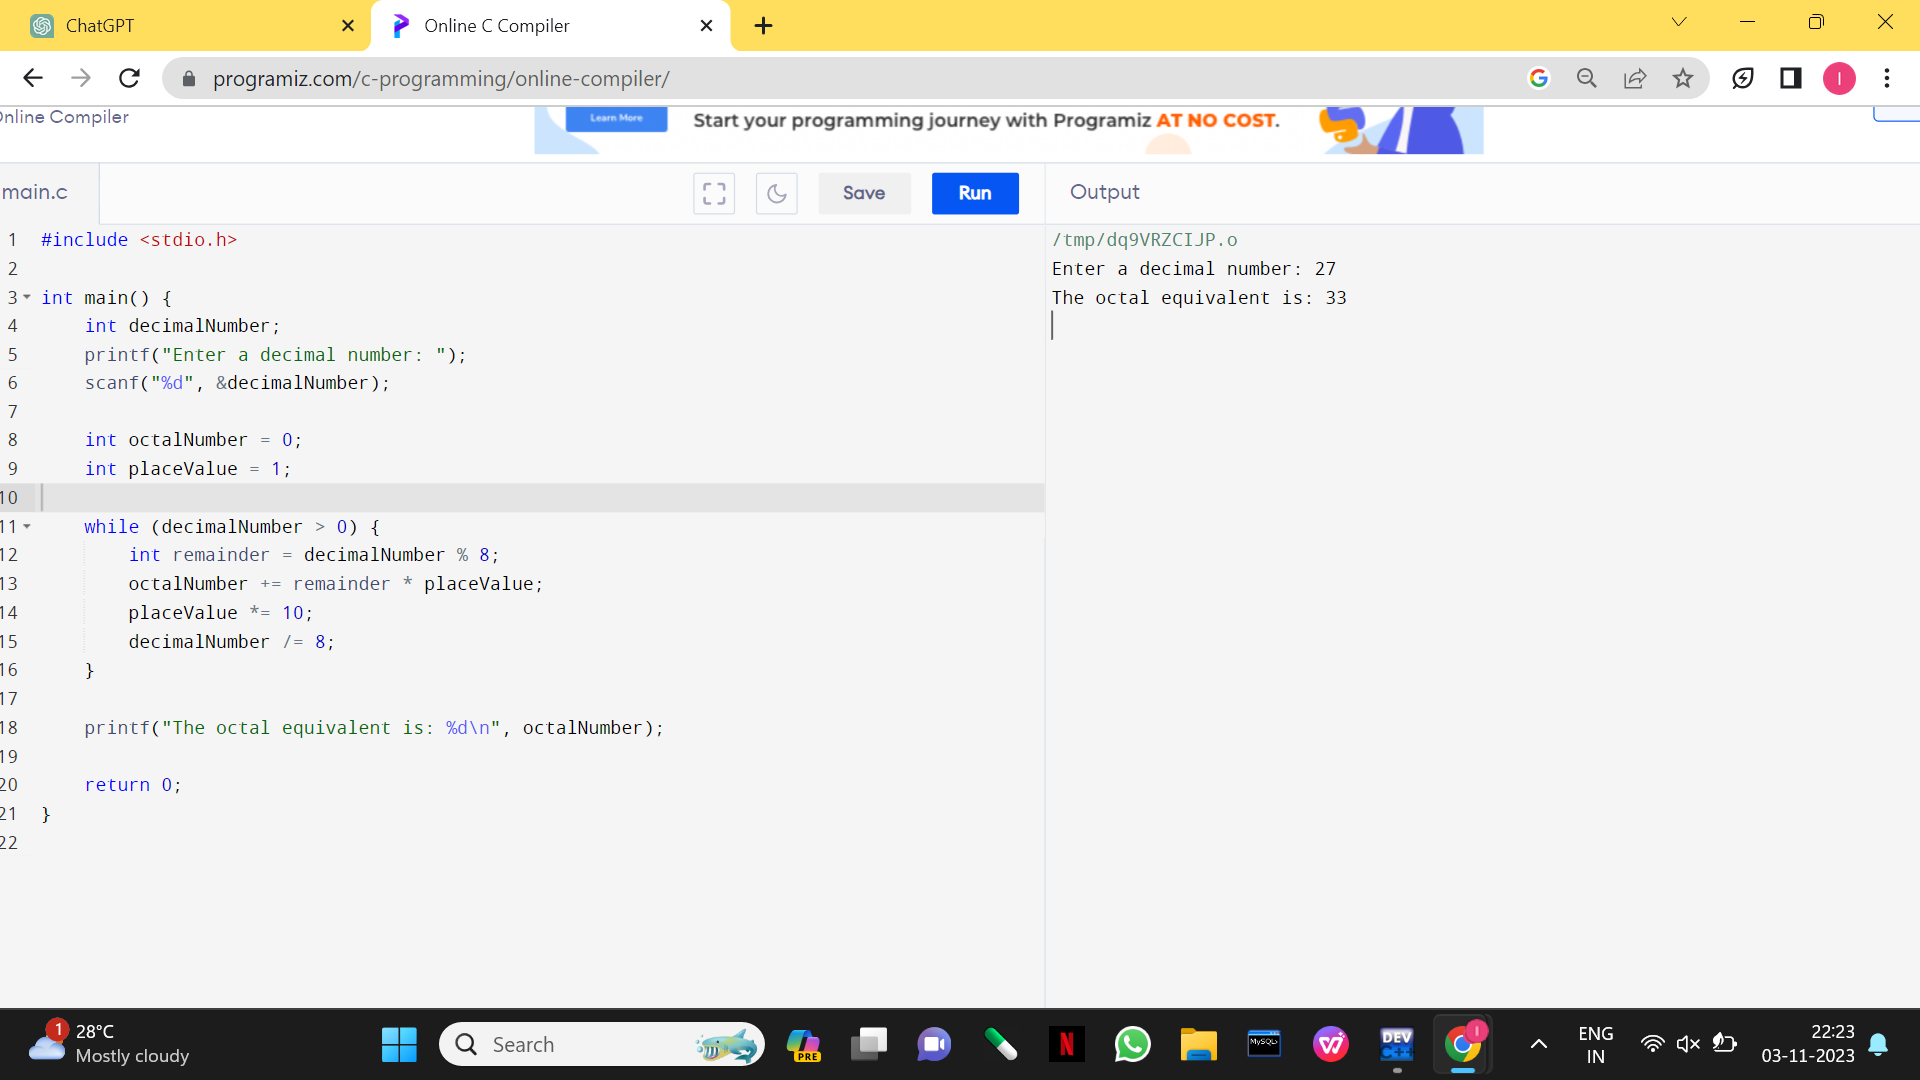 ChatGPT
Online C Compiler
programiz.com/c-programming/online-compiler/
I
nline Compiler
Learn More
Start your programming journey with Programiz AT NO COST.
main.c
Save
Run
Output
1 #include <stdio.h>
2
3 int main() {
4     int decimalNumber;
5     printf("Enter a decimal number: ");
6     scanf("%d", &decimalNumber);
7
8     int octalNumber = 0;
9     int placeValue = 1;
10
11     while (decimalNumber > 0) {
12         int remainder = decimalNumber % 8;
13         octalNumber += remainder * placeValue;
14         placeValue *= 10;
15         decimalNumber /= 8;
16     }
17
18     printf("The octal equivalent is: %d\n", octalNumber);
19
20     return 0;
21 }
22
/tmp/dq9VRZCIJP.o
Enter a decimal number: 27
The octal equivalent is: 33
1
28°C
Mostly cloudy
Search
PRE
N
MySQL
DEV
C++
I
ENG
IN
22:23
03-11-2023